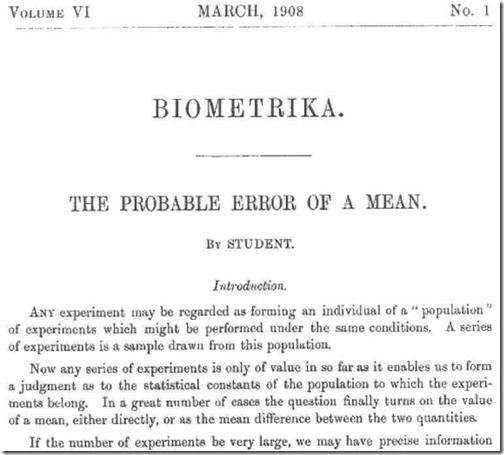 VOLUME VI MARCH, 1908 No. 1
BIOMETRIKA.
THE PROBABLE ERROR OF A MEAN.
BY STUDENT.
Introduction.
ANY experiment may be regarded as forming an individual of a "population"
of experiments which might be performed under the same conditions. A series
of experiments is a sample drawn from this population.
Now any series of experiments is only of value in so far as it enables us to form
a judgment as to the statistical constants of the population to which the experi-
ments belong. In a great number of cases the question finally turns on the value
of a mean, either directly, or as the mean difference between the two quantities.
If the number of experiments be very large, we may have precise information